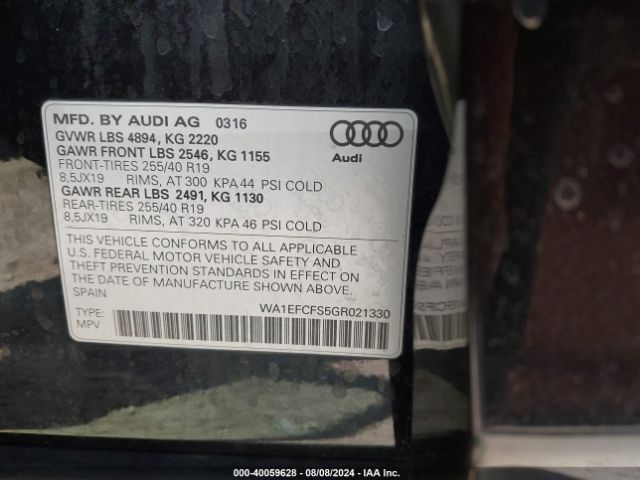 MFD. BY AUDI AG 0316
GVWR LBS 4894, KG 2220
GAWR FRONT LBS 2546, KG 1155
FRONT-TIRES 255/40 R19
8,5JX19 RIMS, AT 300 KPA 44 PSI COLD
GAWR REAR LBS 2491, KG 1130
REAR-TIRES 255/40 R19
8,5JX19 RIMS, AT 320 KPA 46 PSI COLD
Audi
THIS VEHICLE CONFORMS TO ALL APPLICABLE
U.S. FEDERAL MOTOR VEHICLE SAFETY AND
THEFT PREVENTION STANDARDS IN EFFECT ON
THE DATE OF MANUFACTURE SHOWN ABOVE.
SPAIN
WA1EFCFS5GR021330
TYPE:
MPV
000-40059628 - 08/08/2024 - IAA Inc.